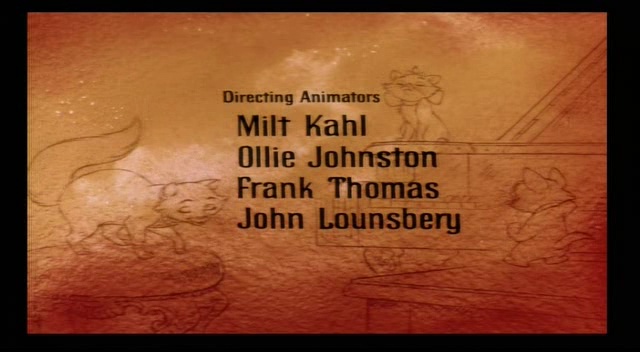 Directing Animators
Milt Kahl
Ollie Johnston
Frank Thomas
John Lounsbery